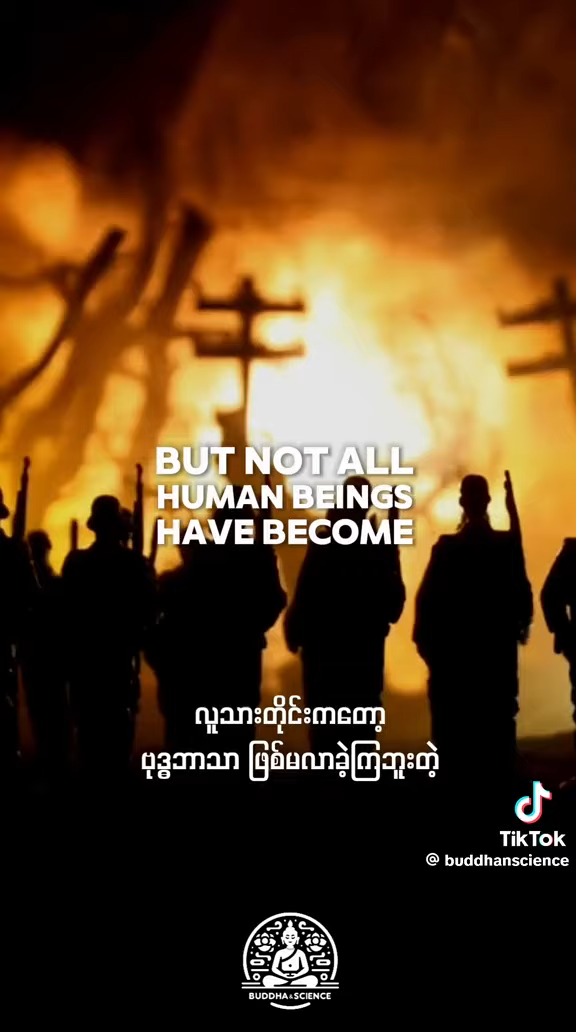 BUT NOT ALL
HUMAN BEINGS
HAVE BECOME
လူသားတိုင်းကတော့
ဗုဒ္ဓဘာသာ ဖြစ်မလာခဲ့ကြဘူးတဲ့
TikTok
@ buddhanscience
BUDDHA&SCIENCE